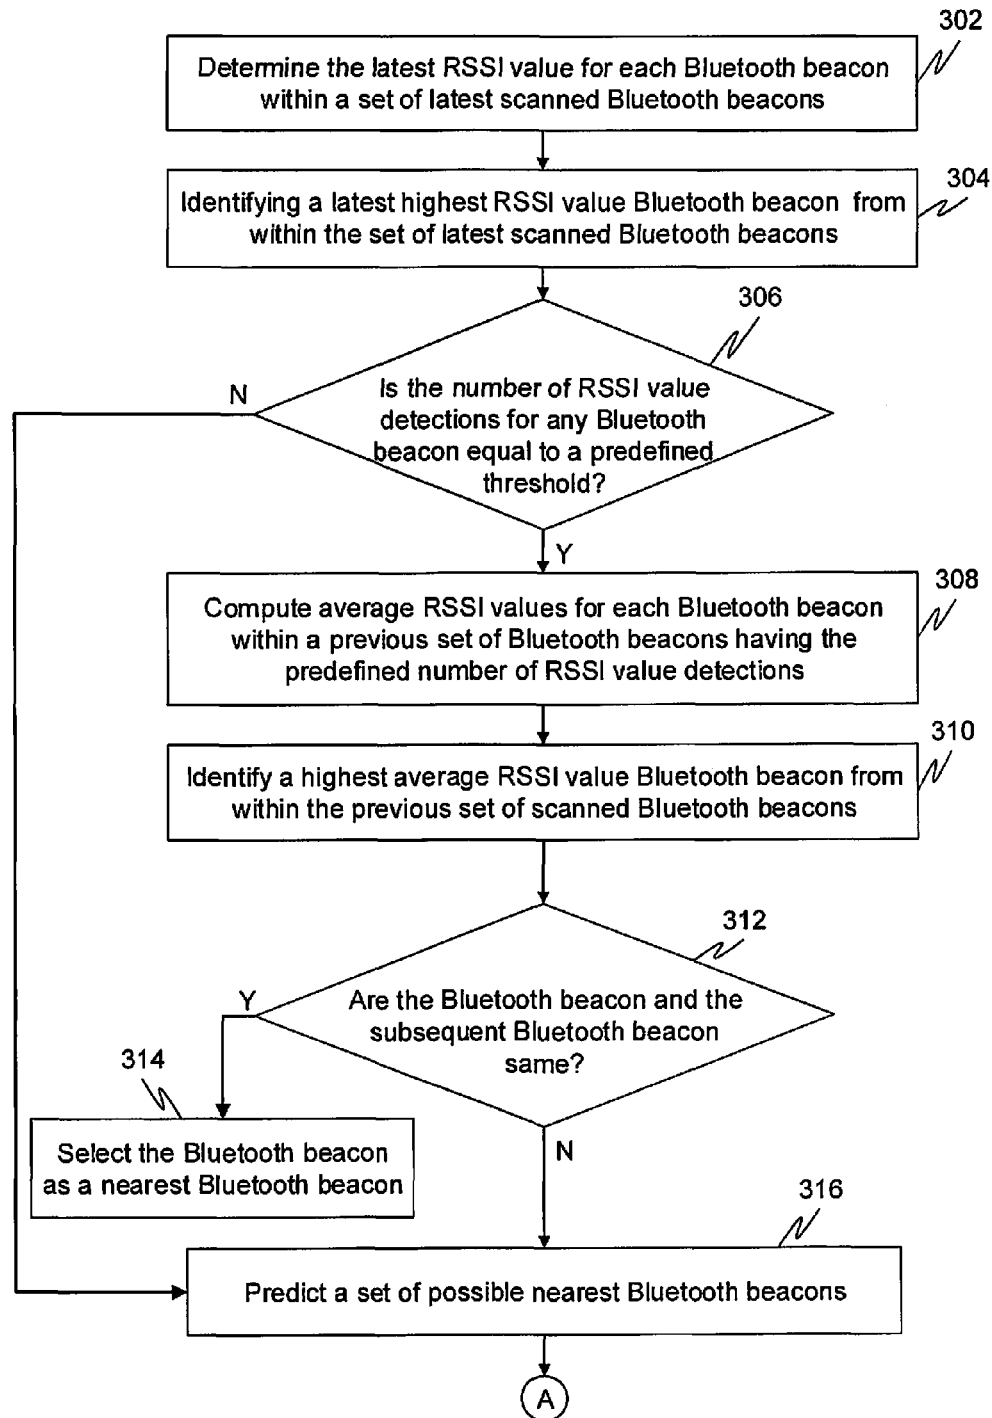 302
Determine the latest RSSI value for each Bluetooth beacon
within a set of latest scanned Bluetooth beacons
304
Identifying a latest highest RSSI value Bluetooth beacon from
within the set of latest scanned Bluetooth beacons
306
N
Is the number of RSSI value
detections for any Bluetooth
beacon equal to a predefined
threshold?
Y
308
Compute average RSSI values for each Bluetooth beacon
within a previous set of Bluetooth beacons having the
predefined number of RSSI value detections
310
Identify a highest average RSSI value Bluetooth beacon from
within the previous set of scanned Bluetooth beacons
312
Y
Are the Bluetooth beacon and the
subsequent Bluetooth beacon
same?
314
Select the Bluetooth beacon
as a nearest Bluetooth beacon
N
316
Predict a set of possible nearest Bluetooth beacons
A